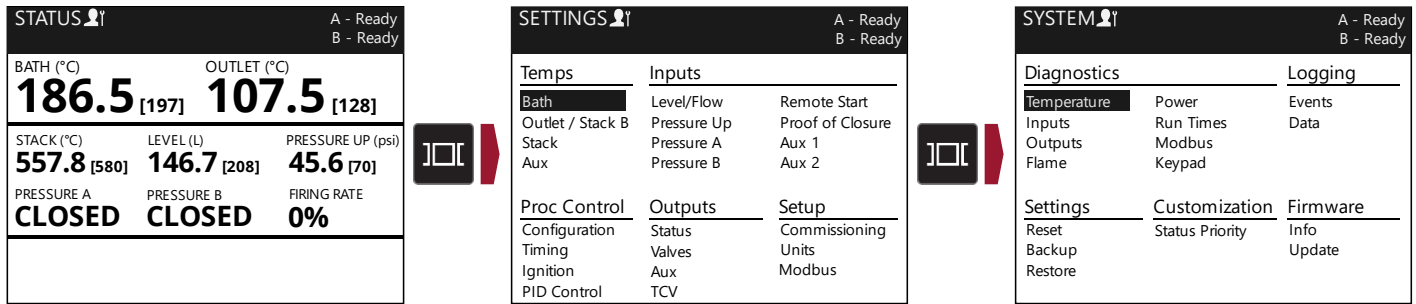 STATUS
A - Ready
B - Ready
BATH (°C)
OUTLET (°C)
186.5 [197]
107.5 [128]
STACK (°C)
LEVEL (L)
PRESSURE UP (psi)
557.8 [580]
146.7 [208]
45.6 [70]
PRESSURE A
PRESSURE B
FIRING RATE
CLOSED
CLOSED
0%
SETTINGS
A - Ready
B - Ready
Temps
Bath
Outlet / Stack B
Stack
Aux
Inputs
Level/Flow
Pressure Up
Pressure A
Pressure B
Remote Start
Proof of Closure
Aux 1
Aux 2
Proc Control
Configuration
Timing
Ignition
PID Control
Outputs
Status
Valves
Aux
TCV
Setup
Commissioning
Units
Modbus
SYSTEM
A - Ready
B - Ready
Diagnostics
Temperature
Inputs
Outputs
Flame
Power
Run Times
Modbus
Keypad
Logging
Events
Data
Settings
Reset
Backup
Restore
Customization
Status Priority
Firmware
Info
Update